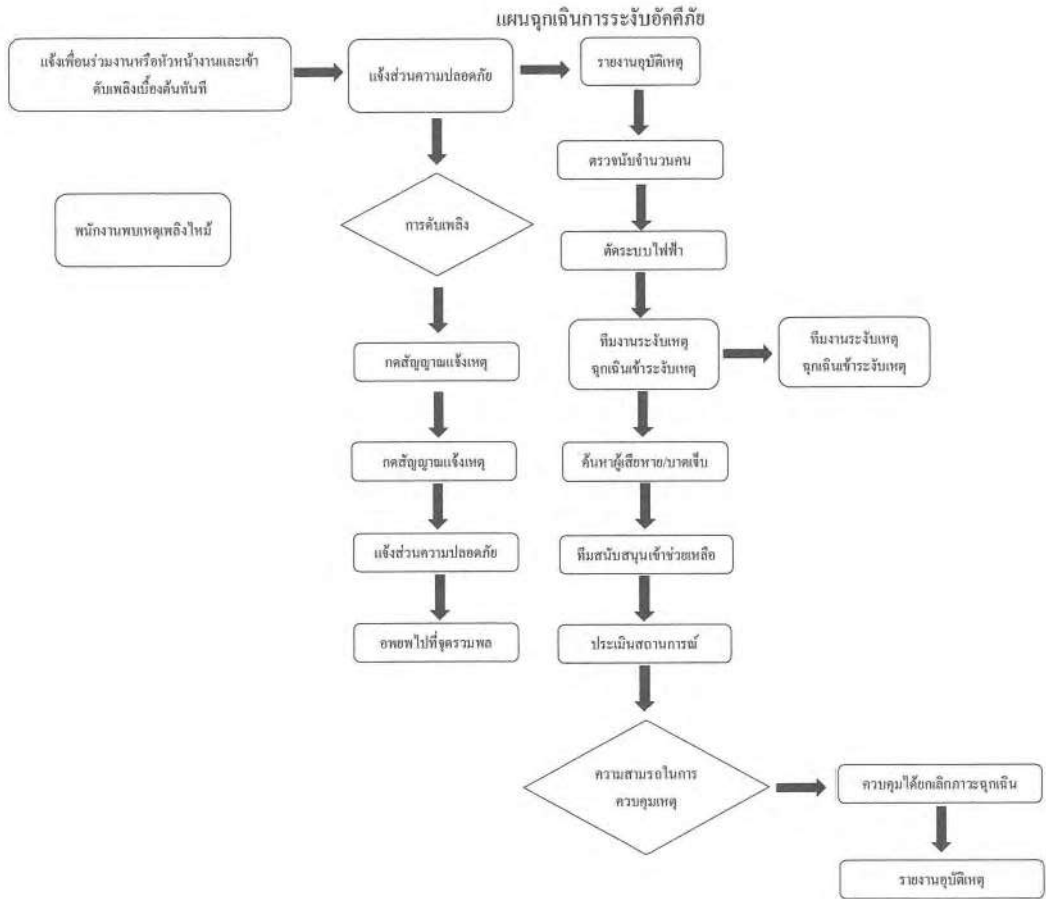 แผนฉุกเฉินการระงับอัคคีภัย
แจ้งเพื่อนร่วมงานหรือหัวหน้างานและเข้า
ดับเพลิงเบื้องต้นทันที
แจ้งส่วนความปลอดภัย
รายงานอุบัติเหตุ
ตรวจนับจำนวนคน
พนักงานพบเหตุเพลิงไหม้
การดับเพลิง
ตัดระบบไฟฟ้า
กดสัญญาณแจ้งเหตุ
ทีมงานระงับเหตุ
ฉุกเฉินเข้าระงับเหตุ
ทีมงานระงับเหตุ
ฉุกเฉินเข้าระงับเหตุ
กดสัญญาณแจ้งเหตุ
ค้นหาผู้เสียหาย/บาดเจ็บ
แจ้งส่วนความปลอดภัย
ทีมสนับสนุนเข้าช่วยเหลือ
อพยพไปที่จุดรวมพล
ประเมินสถานการณ์
ความสามรถในการ
ควบคุมเหตุ
ควบคุมได้ยกเลิกภาวะฉุกเฉิน
รายงานอุบัติเหตุ